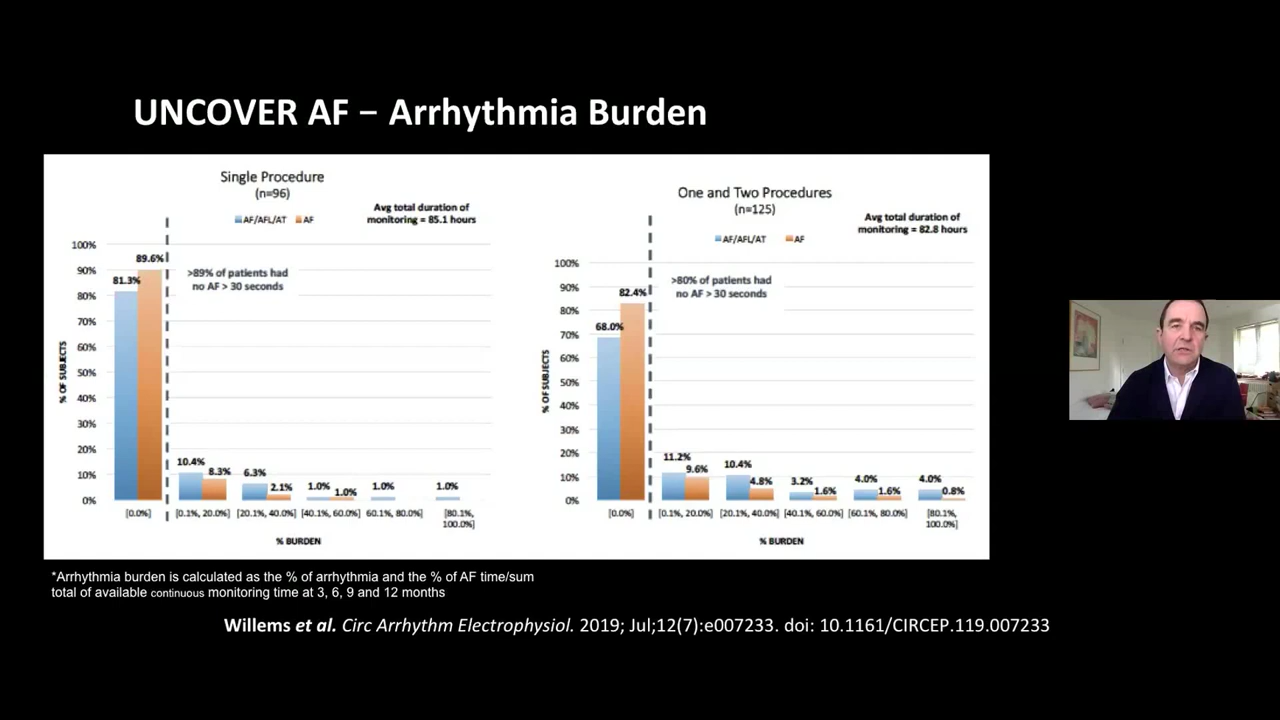 UNCOVER AF – Arrhythmia Burden
Single Procedure
(n=96)
AF/AFL/AT AF
Avg total duration of
monitoring = 85.1 hours
100%
90%
80%
70%
60%
50%
40%
30%
20%
10%
0%
% OF SUBJECTS
81.3%
89.6%
>89% of patients had
no AF > 30 seconds
10.4%
8.3%
6.3%
2.1%
1.0%
1.0%
1.0%
1.0%
[0.0%]
[0.1%, 20.0%]
[20.1%, 40.0%]
[40.1%, 60.0%]
60.1%, 80.0%]
[80.1%,
100.0%]
% BURDEN
One and Two Procedures
(n=125)
AF/AFL/AT AF
Avg total duration of
monitoring = 82.8 hours
100%
90%
80%
70%
60%
50%
40%
30%
20%
10%
0%
% OF SUBJECTS
68.0%
82.4%
>80% of patients had
no AF > 30 seconds
11.2%
9.6%
10.4%
4.8%
3.2%
1.6%
4.0%
1.6%
4.0%
0.8%
[0.0%]
[0.1%, 20.0%]
[20.1%, 40.0%]
[40.1%, 60.0%]
[60.1%, 80.0%]
[80.1%,
100.0%]
% BURDEN
*Arrhythmia burden is calculated as the % of arrhythmia and the % of AF time/sum
total of available continuous monitoring time at 3, 6, 9 and 12 months
Willems et al. Circ Arrhythm Electrophysiol. 2019; Jul;12(7):e007233. doi: 10.1161/CIRCEP.119.007233